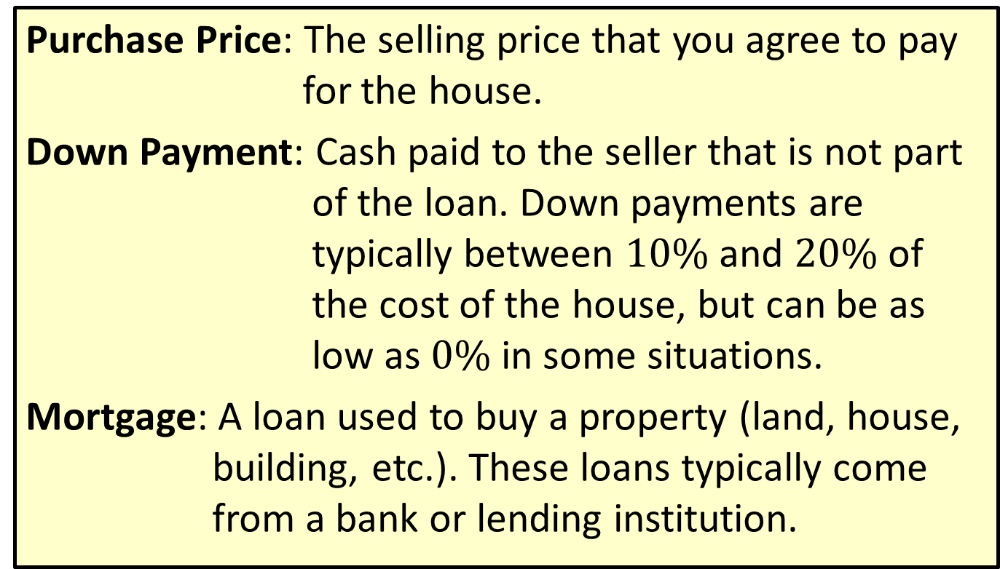 Purchase Price: The selling price that you agree to pay
for the house.
Down Payment: Cash paid to the seller that is not part
of the loan. Down payments are
typically between 10% and 20% of
the cost of the house, but can be as
low as 0% in some situations.
Mortgage: A loan used to buy a property (land, house,
building, etc.). These loans typically come
from a bank or lending institution.